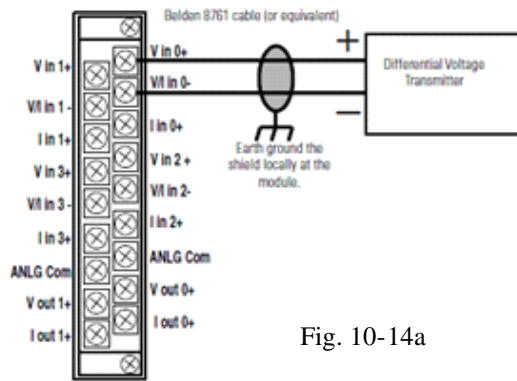 Belden 8761 cable (or equivalent)
V in 0+
V in 1+
V/I in 0-
V/I in 1 -
I in 0+
I in 1+
V in 2 +
V in 3+
V/I in 2-
V/I in 3 -
I in 2+
I in 3+
ANLG Com
ANLG Com
V out 0+
V out 1+
I out 0+
I out 1+
+
−
Differential Voltage
Transmitter
Earth ground the
shield locally at the
module.
Fig. 10-14a